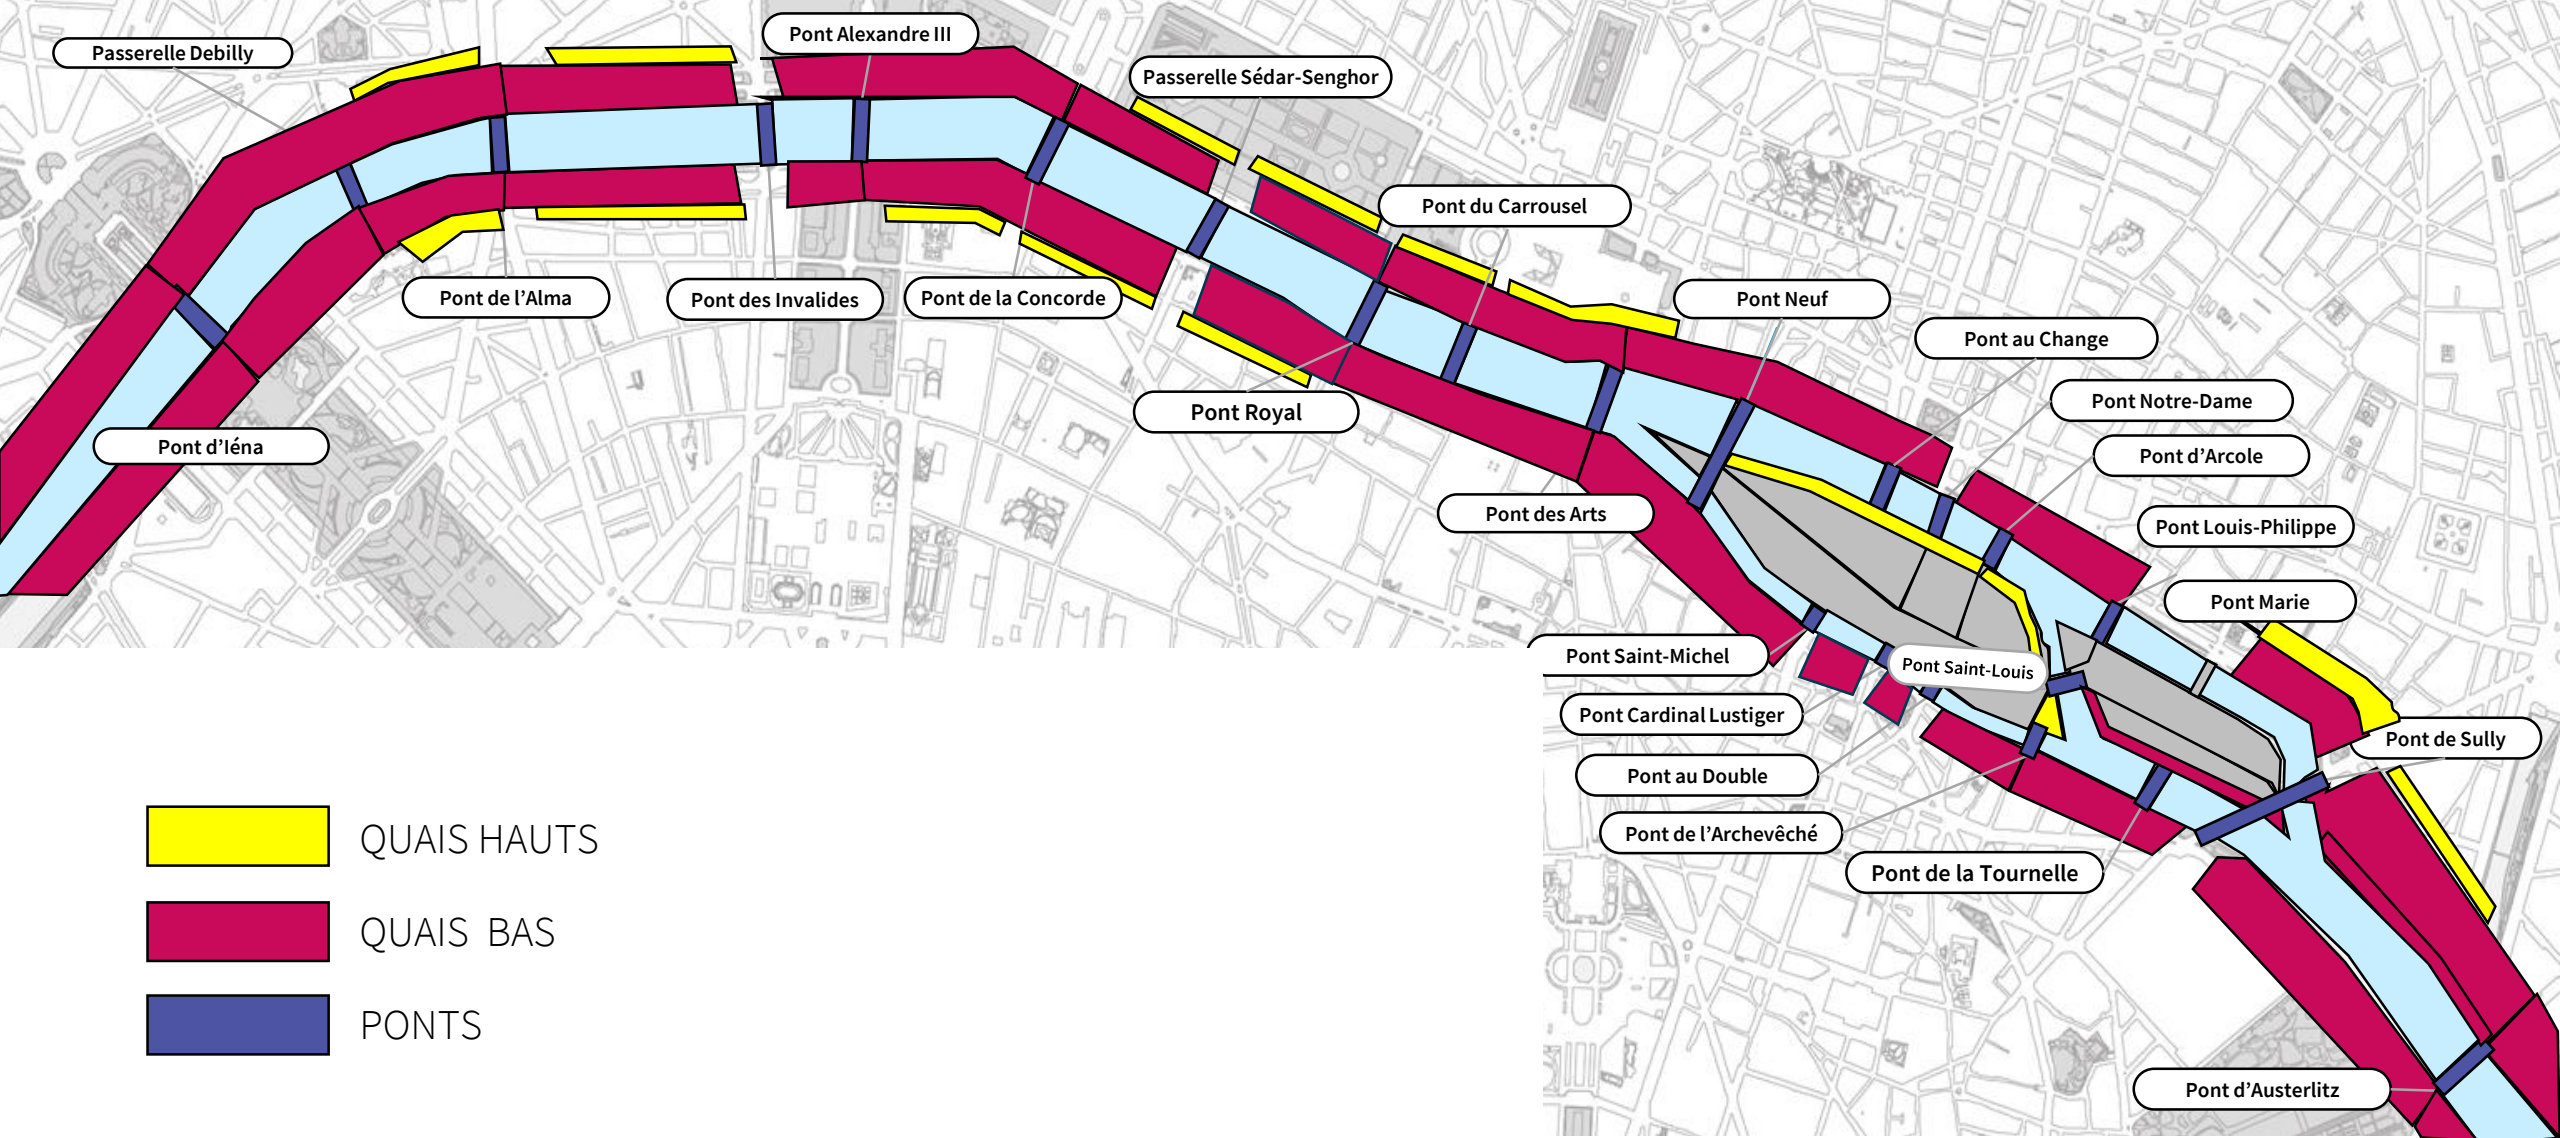 Passerelle Debilly
Pont Alexandre III
Passerelle Sédar-Senghor
Pont du Carrousel
Pont de l’Alma
Pont des Invalides
Pont de la Concorde
Pont Neuf
Pont au Change
Pont Royal
Pont Notre-Dame
Pont d’Iéna
Pont d’Arcole
Pont des Arts
Pont Louis-Philippe
Pont Marie
Pont Saint-Michel
Pont Saint-Louis
Pont Cardinal Lustiger
Pont de Sully
Pont au Double
Pont de l’Archevêché
Pont de la Tournelle
Pont d’Austerlitz
QUAIS HAUTS
QUAIS BAS
PONTS